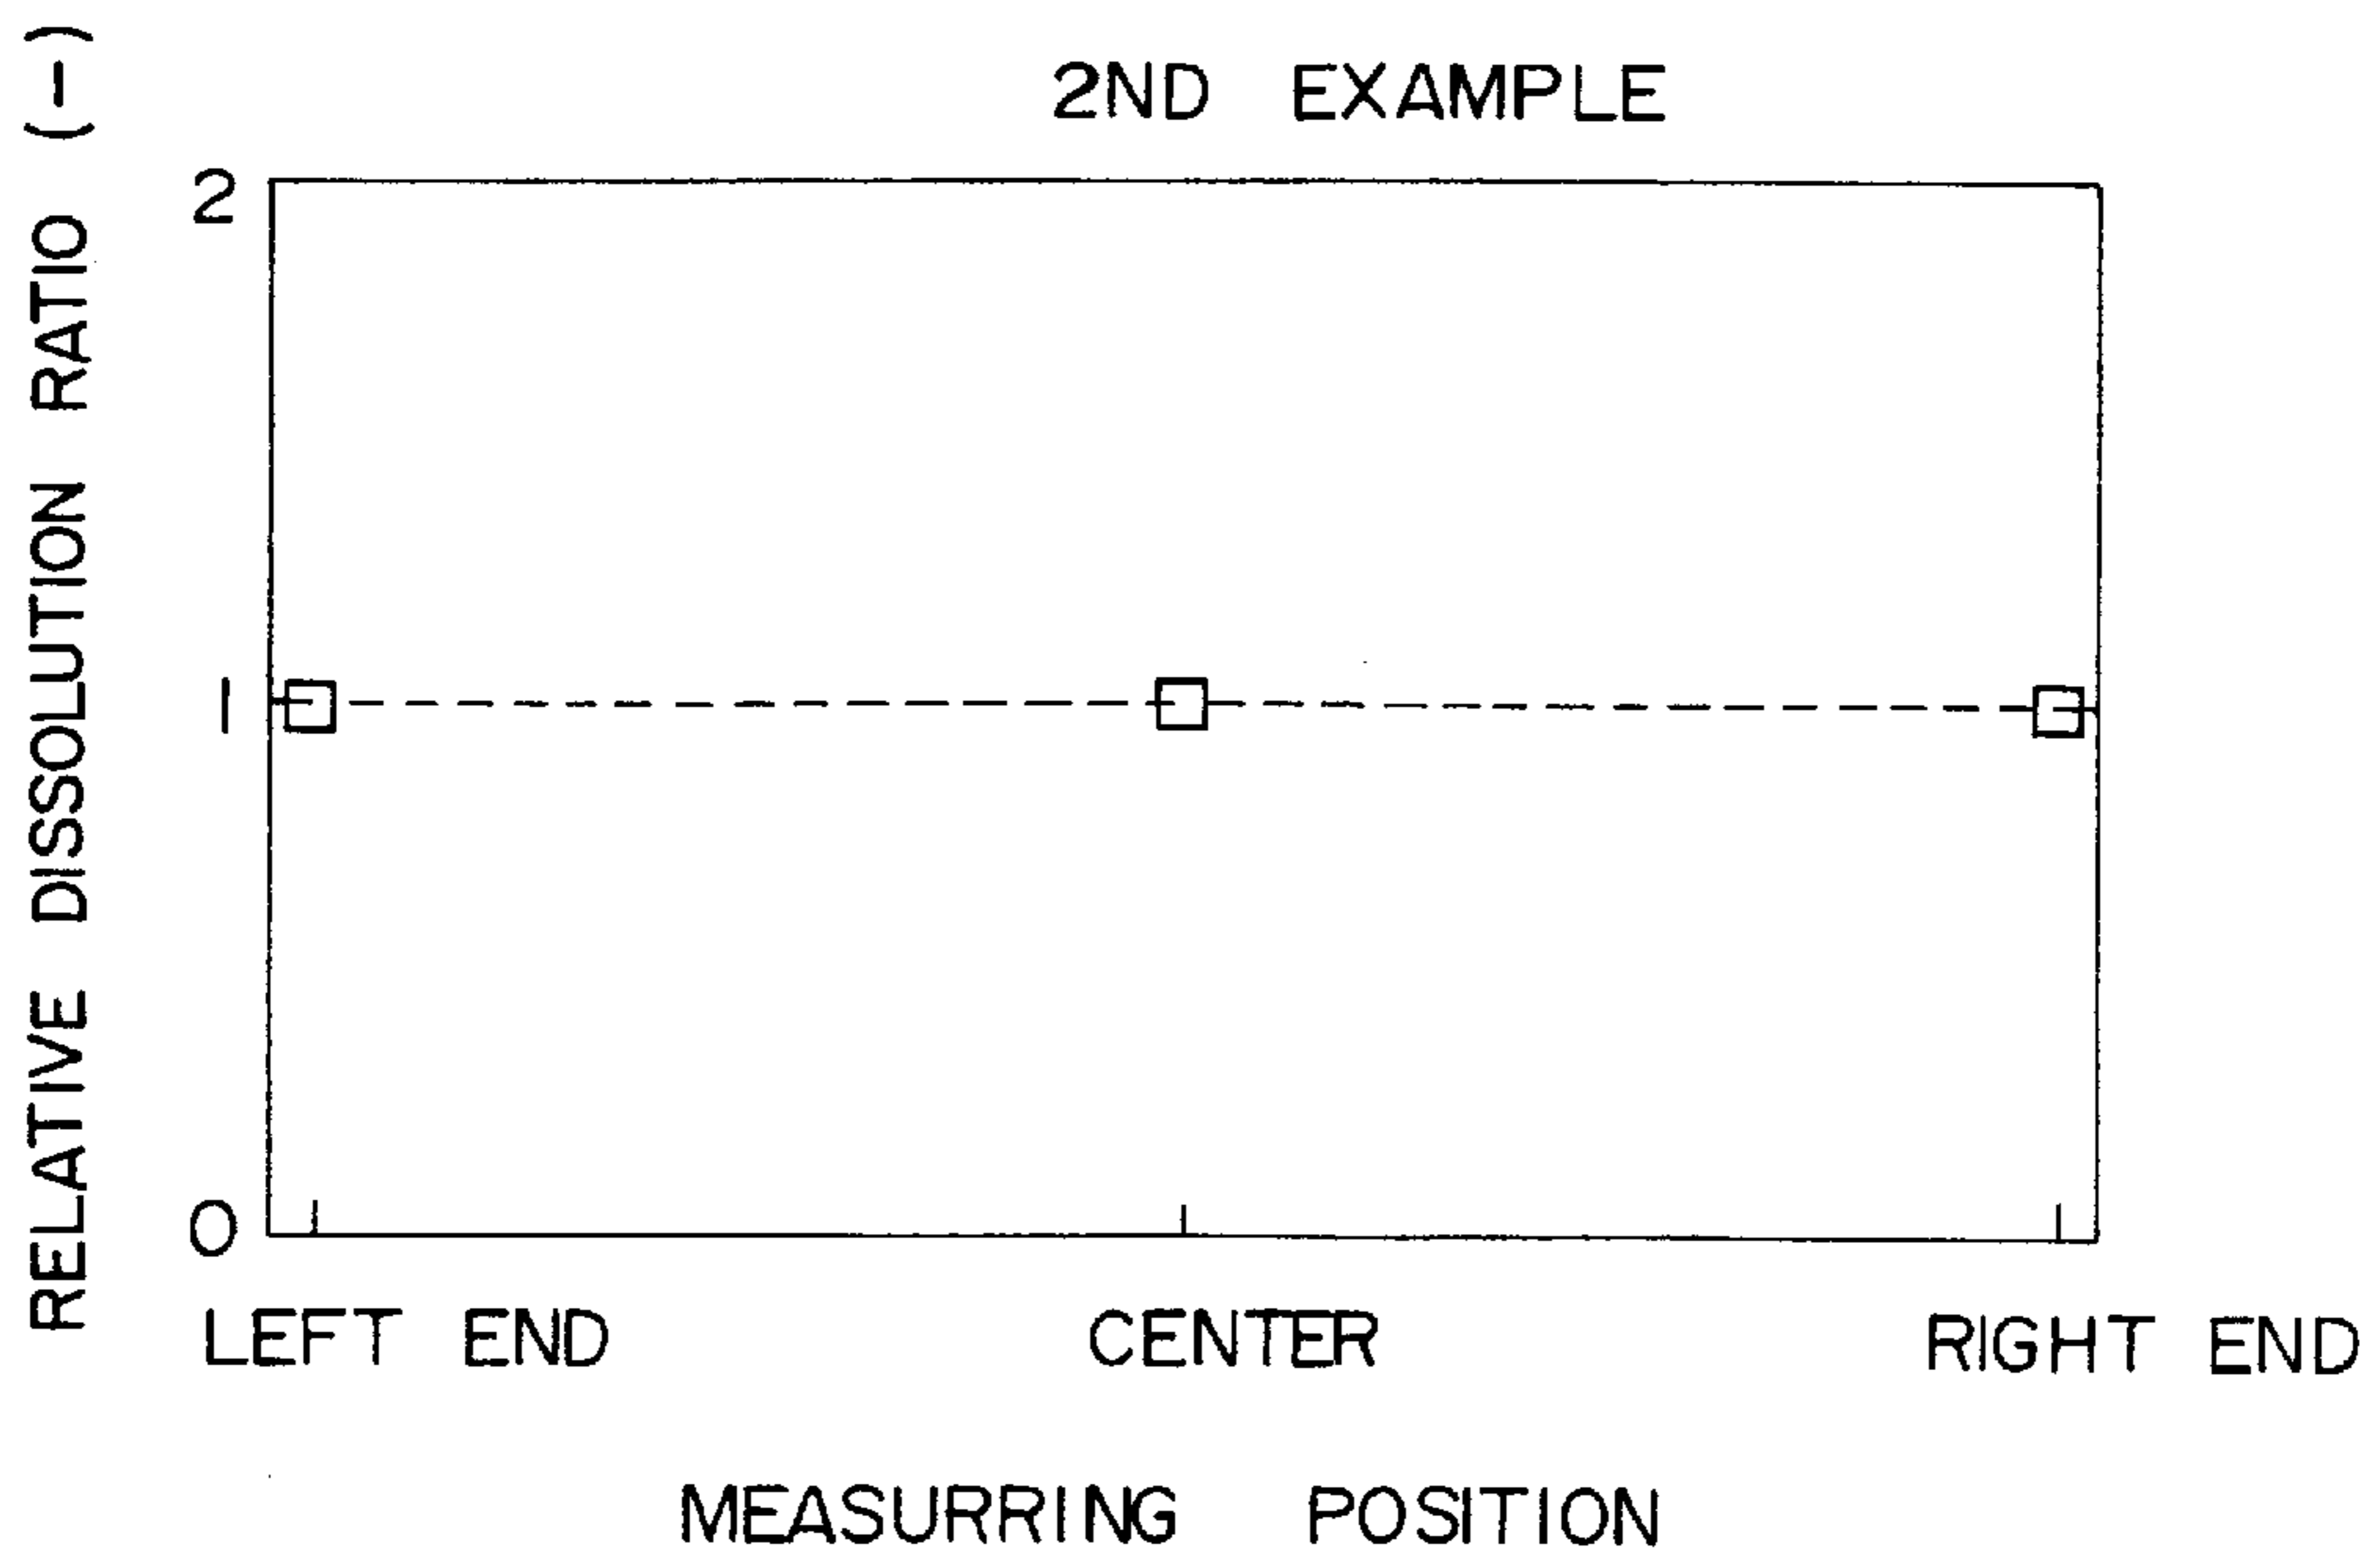 2ND EXAMPLE
RELATIVE DISSOLUTION RATIO (-)
2
1
0
LEFT END CENTER RIGHT END
MEASURRING POSITION